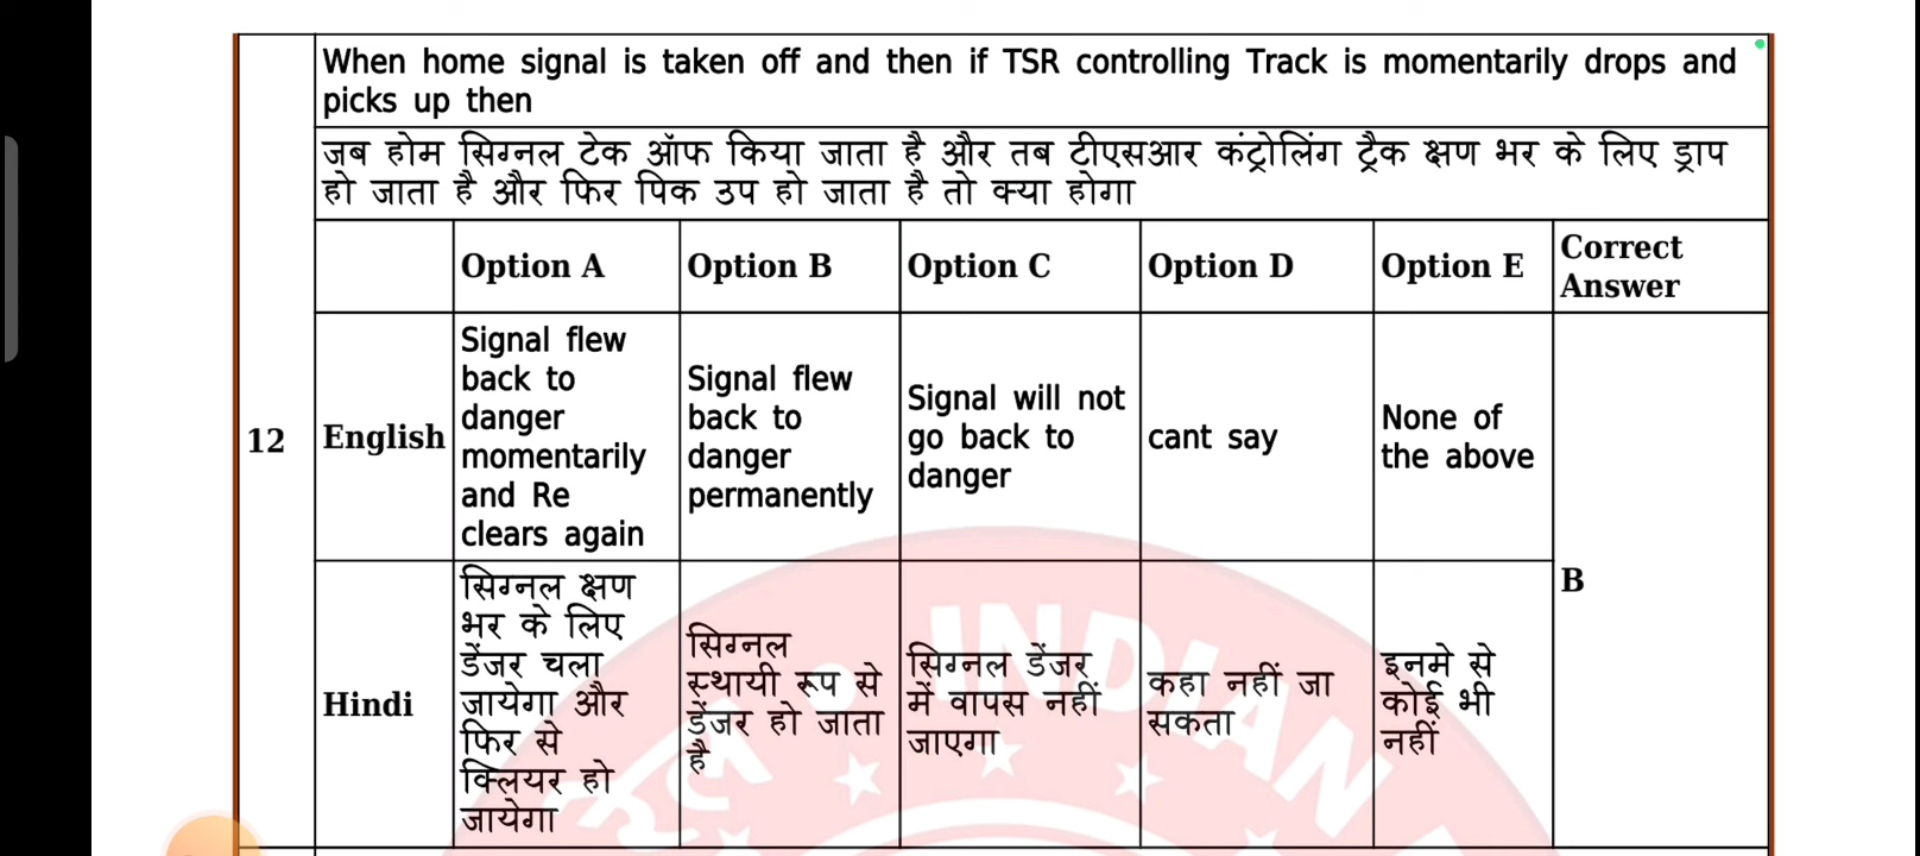 When home signal is taken off and then if TSR controlling Track is momentarily drops and
picks up then
जब होम सिग्नल टेक ऑफ किया जाता है और तब टीएसआर कंट्रोलिंग ट्रैक क्षण भर के लिए ड्राप
हो जाता है और फिर पिक उप हो जाता है तो क्या होगा
Option A
Option B
Option C
Option D
Option E
Correct
Answer
12
English
Signal flew
back to
danger
momentarily
and Re
clears again
Signal flew
back to
danger
permanently
Signal will not
go back to
danger
cant say
None of
the above
B
Hindi
सिग्नल क्षण
भर के लिए
डेंजर चला
जायेगा और
फिर से
क्लियर हो
जायेगा
सिग्नल
स्थायी रूप से
डेंजर हो जाता
है
सिग्नल डेंजर
में वापस नहीं
जाएगा
कहा नहीं जा
सकता
इनमे से
कोई भी
नहीं
INDIAN